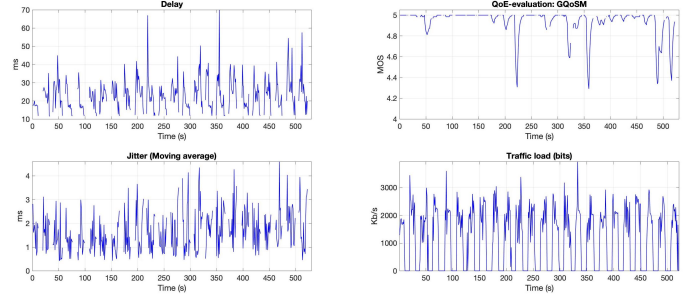 Delay
70
60
50
40
30
20
10
ms
0 50 100 150 200 250 300 350 400 450 500
Time (s)
QoE-evaluation: GQoSM
5
4.8
4.6
4.4
4.2
4
MOS
0 50 100 150 200 250 300 350 400 450 500
Time (s)
Jitter (Moving average)
4
3
2
1
0
ms
0 50 100 150 200 250 300 350 400 450 500
Time (s)
Traffic load (bits)
3000
2000
1000
0
Kb/s
0 50 100 150 200 250 300 350 400 450 500
Time (s)